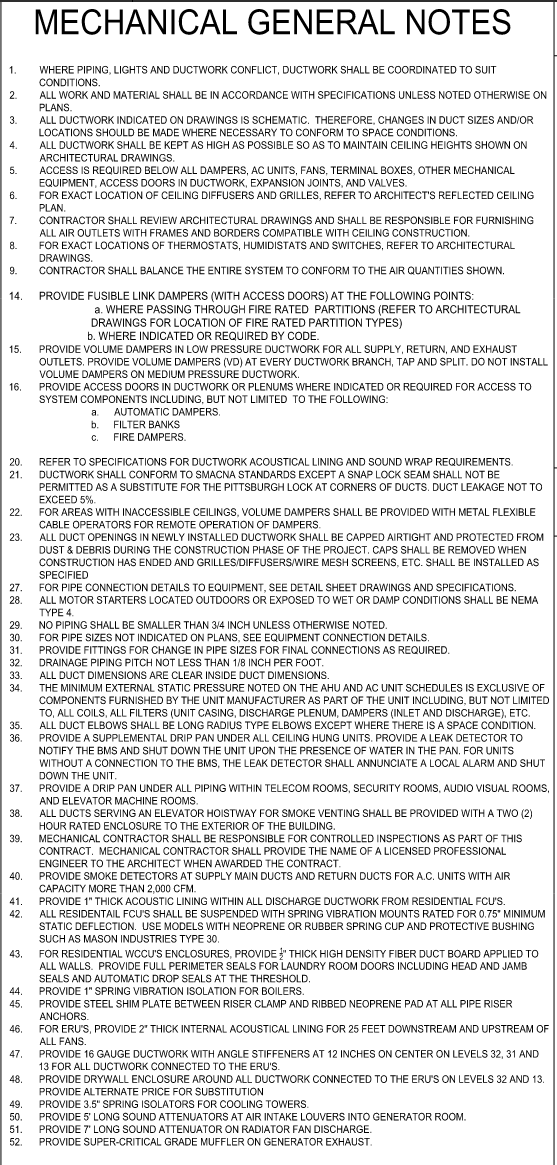 MECHANICAL GENERAL NOTES
1. WHERE PIPING, LIGHTS AND DUCTWORK CONFLICT, DUCTWORK SHALL BE COORDINATED TO SUIT
CONDITIONS.
2. ALL WORK AND MATERIAL SHALL BE IN ACCORDANCE WITH SPECIFICATIONS UNLESS NOTED OTHERWISE ON
PLANS.
3. ALL DUCTWORK INDICATED ON DRAWINGS IS SCHEMATIC. THEREFORE, CHANGES IN DUCT SIZES AND/OR
LOCATIONS SHOULD BE MADE WHERE NECESSARY TO CONFORM TO SPACE CONDITIONS.
4. ALL DUCTWORK SHALL BE KEPT AS HIGH AS POSSIBLE SO AS TO MAINTAIN CEILING HEIGHTS SHOWN ON
ARCHITECTURAL DRAWINGS.
5. ACCESS IS REQUIRED BELOW ALL DAMPERS, AC UNITS, FANS, TERMINAL BOXES, OTHER MECHANICAL
EQUIPMENT, ACCESS DOORS IN DUCTWORK, EXPANSION JOINTS, AND VALVES.
6. FOR EXACT LOCATION OF CEILING DIFFUSERS AND GRILLES, REFER TO ARCHITECT'S REFLECTED CEILING
PLAN.
7. CONTRACTOR SHALL REVIEW ARCHITECTURAL DRAWINGS AND SHALL BE RESPONSIBLE FOR FURNISHING
ALL AIR OUTLETS WITH FRAMES AND BORDERS COMPATIBLE WITH CEILING CONSTRUCTION.
8. FOR EXACT LOCATIONS OF THERMOSTATS, HUMIDISTATS AND SWITCHES, REFER TO ARCHITECTURAL
DRAWINGS.
9. CONTRACTOR SHALL BALANCE THE ENTIRE SYSTEM TO CONFORM TO THE AIR QUANTITIES SHOWN.
14. PROVIDE FUSIBLE LINK DAMPERS (WITH ACCESS DOORS) AT THE FOLLOWING POINTS:
a. WHERE PASSING THROUGH FIRE RATED PARTITIONS (REFER TO ARCHITECTURAL
DRAWINGS FOR LOCATION OF FIRE RATED PARTITION TYPES)
b. WHERE INDICATED OR REQUIRED BY CODE.
15. PROVIDE VOLUME DAMPERS IN LOW PRESSURE DUCTWORK FOR ALL SUPPLY, RETURN, AND EXHAUST
OUTLETS. PROVIDE VOLUME DAMPERS (VD) AT EVERY DUCTWORK BRANCH, TAP AND SPLIT. DO NOT INSTALL
VOLUME DAMPERS ON MEDIUM PRESSURE DUCTWORK.
16. PROVIDE ACCESS DOORS IN DUCTWORK OR PLENUMS WHERE INDICATED OR REQUIRED FOR ACCESS TO
SYSTEM COMPONENTS INCLUDING, BUT NOT LIMITED TO THE FOLLOWING:
a. AUTOMATIC DAMPERS.
b. FILTER BANKS
c. FIRE DAMPERS.
20. REFER TO SPECIFICATIONS FOR DUCTWORK ACOUSTICAL LINING AND SOUND WRAP REQUIREMENTS.
21. DUCTWORK SHALL CONFORM TO SMACNA STANDARDS EXCEPT A SNAP LOCK SEAM SHALL NOT BE
PERMITTED AS A SUBSTITUTE FOR THE PITTSBURGH LOCK AT CORNERS OF DUCTS. DUCT LEAKAGE NOT TO
EXCEED 5%.
22. FOR AREAS WITH INACCESSIBLE CEILINGS, VOLUME DAMPERS SHALL BE PROVIDED WITH METAL FLEXIBLE
CABLE OPERATORS FOR REMOTE OPERATION OF DAMPERS.
23. ALL DUCT OPENINGS IN NEWLY INSTALLED DUCTWORK SHALL BE CAPPED AIRTIGHT AND PROTECTED FROM
DUST & DEBRIS DURING THE CONSTRUCTION PHASE OF THE PROJECT. CAPS SHALL BE REMOVED WHEN
CONSTRUCTION HAS ENDED AND GRILLES/DIFFUSERS/WIRE MESH SCREENS, ETC. SHALL BE INSTALLED AS
SPECIFIED
27. FOR PIPE CONNECTION DETAILS TO EQUIPMENT, SEE DETAIL SHEET DRAWINGS AND SPECIFICATIONS.
28. ALL MOTOR STARTERS LOCATED OUTDOORS OR EXPOSED TO WET OR DAMP CONDITIONS SHALL BE NEMA
TYPE 4.
29. NO PIPING SHALL BE SMALLER THAN 3/4 INCH UNLESS OTHERWISE NOTED.
30. FOR PIPE SIZES NOT INDICATED ON PLANS, SEE EQUIPMENT CONNECTION DETAILS.
31. PROVIDE FITTINGS FOR CHANGE IN PIPE SIZES FOR FINAL CONNECTIONS AS REQUIRED.
32. DRAINAGE PIPING PITCH NOT LESS THAN 1/8 INCH PER FOOT.
33. ALL DUCT DIMENSIONS ARE CLEAR INSIDE DUCT DIMENSIONS.
34. THE MINIMUM EXTERNAL STATIC PRESSURE NOTED ON THE AHU AND AC UNIT SCHEDULES IS EXCLUSIVE OF
COMPONENTS FURNISHED BY THE UNIT MANUFACTURER AS PART OF THE UNIT INCLUDING, BUT NOT LIMITED
TO, ALL COILS, ALL FILTERS (UNIT CASING, DISCHARGE PLENUM, DAMPERS (INLET AND DISCHARGE), ETC.
35. ALL DUCT ELBOWS SHALL BE LONG RADIUS TYPE ELBOWS EXCEPT WHERE THERE IS A SPACE CONDITION.
36. PROVIDE A SUPPLEMENTAL DRIP PAN UNDER ALL CEILING HUNG UNITS. PROVIDE A LEAK DETECTOR TO
NOTIFY THE BMS AND SHUT DOWN THE UNIT UPON THE PRESENCE OF WATER IN THE PAN. FOR UNITS
WITHOUT A CONNECTION TO THE BMS, THE LEAK DETECTOR SHALL ANNUNCIATE A LOCAL ALARM AND SHUT
DOWN THE UNIT.
37. PROVIDE A DRIP PAN UNDER ALL PIPING WITHIN TELECOM ROOMS, SECURITY ROOMS, AUDIO VISUAL ROOMS,
AND ELEVATOR MACHINE ROOMS.
38. ALL DUCTS SERVING AN ELEVATOR HOISTWAY FOR SMOKE VENTING SHALL BE PROVIDED WITH A TWO (2)
HOUR RATED ENCLOSURE TO THE EXTERIOR OF THE BUILDING.
39. MECHANICAL CONTRACTOR SHALL BE RESPONSIBLE FOR CONTROLLED INSPECTIONS AS PART OF THIS
CONTRACT. MECHANICAL CONTRACTOR SHALL PROVIDE THE NAME OF A LICENSED PROFESSIONAL
ENGINEER TO THE ARCHITECT WHEN AWARDED THE CONTRACT.
40. PROVIDE SMOKE DETECTORS AT SUPPLY MAIN DUCTS AND RETURN DUCTS FOR A.C. UNITS WITH AIR
CAPACITY MORE THAN 2,000 CFM.
41. PROVIDE 1" THICK ACOUSTIC LINING WITHIN ALL DISCHARGE DUCTWORK FROM RESIDENTIAL FCU'S.
42. ALL RESIDENTAIL FCU'S SHALL BE SUSPENDED WITH SPRING VIBRATION MOUNTS RATED FOR 0.75" MINIMUM
STATIC DEFLECTION. USE MODELS WITH NEOPRENE OR RUBBER SPRING CUP AND PROTECTIVE BUSHING
SUCH AS MASON INDUSTRIES TYPE 30.
43. FOR RESIDENTIAL WCCU'S ENCLOSURES, PROVIDE ½" THICK HIGH DENSITY FIBER DUCT BOARD APPLIED TO
ALL WALLS. PROVIDE FULL PERIMETER SEALS FOR LAUNDRY ROOM DOORS INCLUDING HEAD AND JAMB
SEALS AND AUTOMATIC DROP SEALS AT THE THRESHOLD.
44. PROVIDE 1" SPRING VIBRATION ISOLATION FOR BOILERS.
45. PROVIDE STEEL SHIM PLATE BETWEEN RISER CLAMP AND RIBBED NEOPRENE PAD AT ALL PIPE RISER
ANCHORS.
46. FOR ERU'S, PROVIDE 2" THICK INTERNAL ACOUSTICAL LINING FOR 25 FEET DOWNSTREAM AND UPSTREAM OF
ALL FANS.
47. PROVIDE 16 GAUGE DUCTWORK WITH ANGLE STIFFENERS AT 12 INCHES ON CENTER ON LEVELS 32, 31 AND
13 FOR ALL DUCTWORK CONNECTED TO THE ERU'S.
48. PROVIDE DRYWALL ENCLOSURE AROUND ALL DUCTWORK CONNECTED TO THE ERU'S ON LEVELS 32 AND 13.
PROVIDE ALTERNATE PRICE FOR SUBSTITUTION
49. PROVIDE 3.5" SPRING ISOLATORS FOR COOLING TOWERS.
50. PROVIDE 5' LONG SOUND ATTENUATORS AT AIR INTAKE LOUVERS INTO GENERATOR ROOM.
51. PROVIDE 7' LONG SOUND ATTENUATOR ON RADIATOR FAN DISCHARGE.
52. PROVIDE SUPER-CRITICAL GRADE MUFFLER ON GENERATOR EXHAUST.